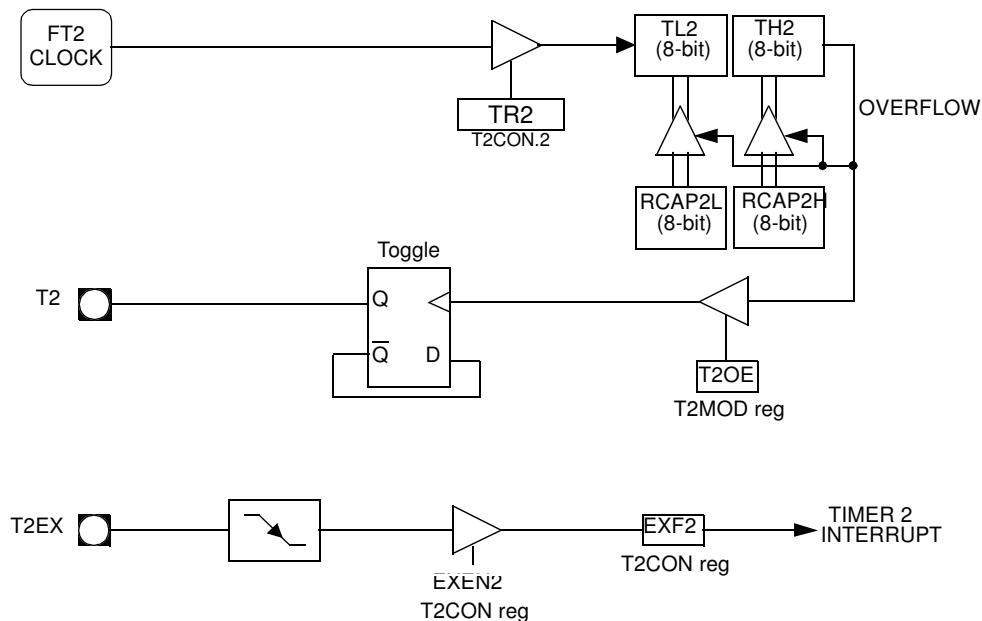 FT2
CLOCK
TR2
T2CON.2
TL2
(8-bit)
TH2
(8-bit)
OVERFLOW
RCAP2L
(8-bit)
RCAP2H
(8-bit)
Toggle
T2
Q
Q
D
T2OE
T2MOD reg
T2EX
EXEN2
T2CON reg
EXF2
T2CON reg
TIMER 2
INTERRUPT